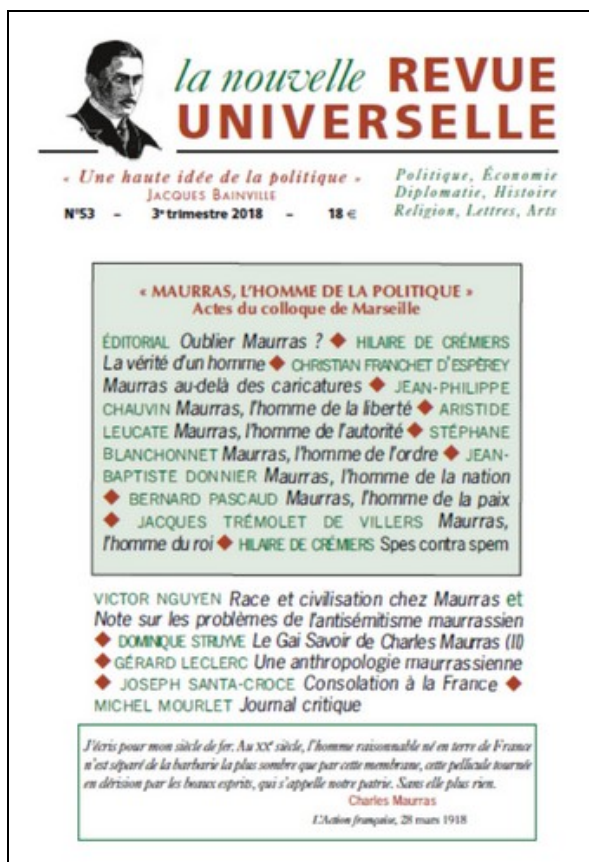 la nouvelle REVUE
UNIVERSELLE
« Une haute idée de la politique »
JACQUES BAINVILLE
N°53 – 3e trimestre 2018 – 18 €
Politique, Économie
Diplomatie, Histoire
Religion, Lettres, Arts
« MAURRAS, L'HOMME DE LA POLITIQUE »
Actes du colloque de Marseille
ÉDITORIAL Oublier Maurras ? ◆ HILAIRE DE CRÉMIERS
La vérité d'un homme ◆ CHRISTIAN FRANCHET D'ESPÈREY
Maurras au-delà des caricatures ◆ JEAN-PHILIPPE
CHAUVIN Maurras, l'homme de la liberté ◆ ARISTIDE
LEUCATE Maurras, l'homme de l'autorité ◆ STÉPHANE
BLANCHONNET Maurras, l'homme de l'ordre ◆ JEAN-
BAPTISTE DONNIER Maurras, l'homme de la nation
◆ BERNARD PASCAUD Maurras, l'homme de la paix
◆ JACQUES TRÉMOLET DE VILLERS Maurras,
l'homme du roi ◆ HILAIRE DE CRÉMIERS Spes contra spem
VICTOR NGUYEN Race et civilisation chez Maurras et
Note sur les problèmes de l'antisémitisme maurrassien
◆ DOMINIQUE STRUYVE Le Gai Savoir de Charles Maurras (II)
◆ GÉRARD LECLERC Une anthropologie maurrassienne
◆ JOSEPH SANTA-CROCE Consolation à la France ◆
MICHEL MOURLET Journal critique
J'écris pour mon siècle de fer. Au XXe siècle, l'homme raisonnable né en terre de France
n'est séparé de la barbarie la plus sombre que par cette membrane, cette pellicule tournée
en dérision par les beaux esprits, qui s'appelle notre patrie. Sans elle plus rien.
Charles Maurras
L'Action française, 28 mars 1918